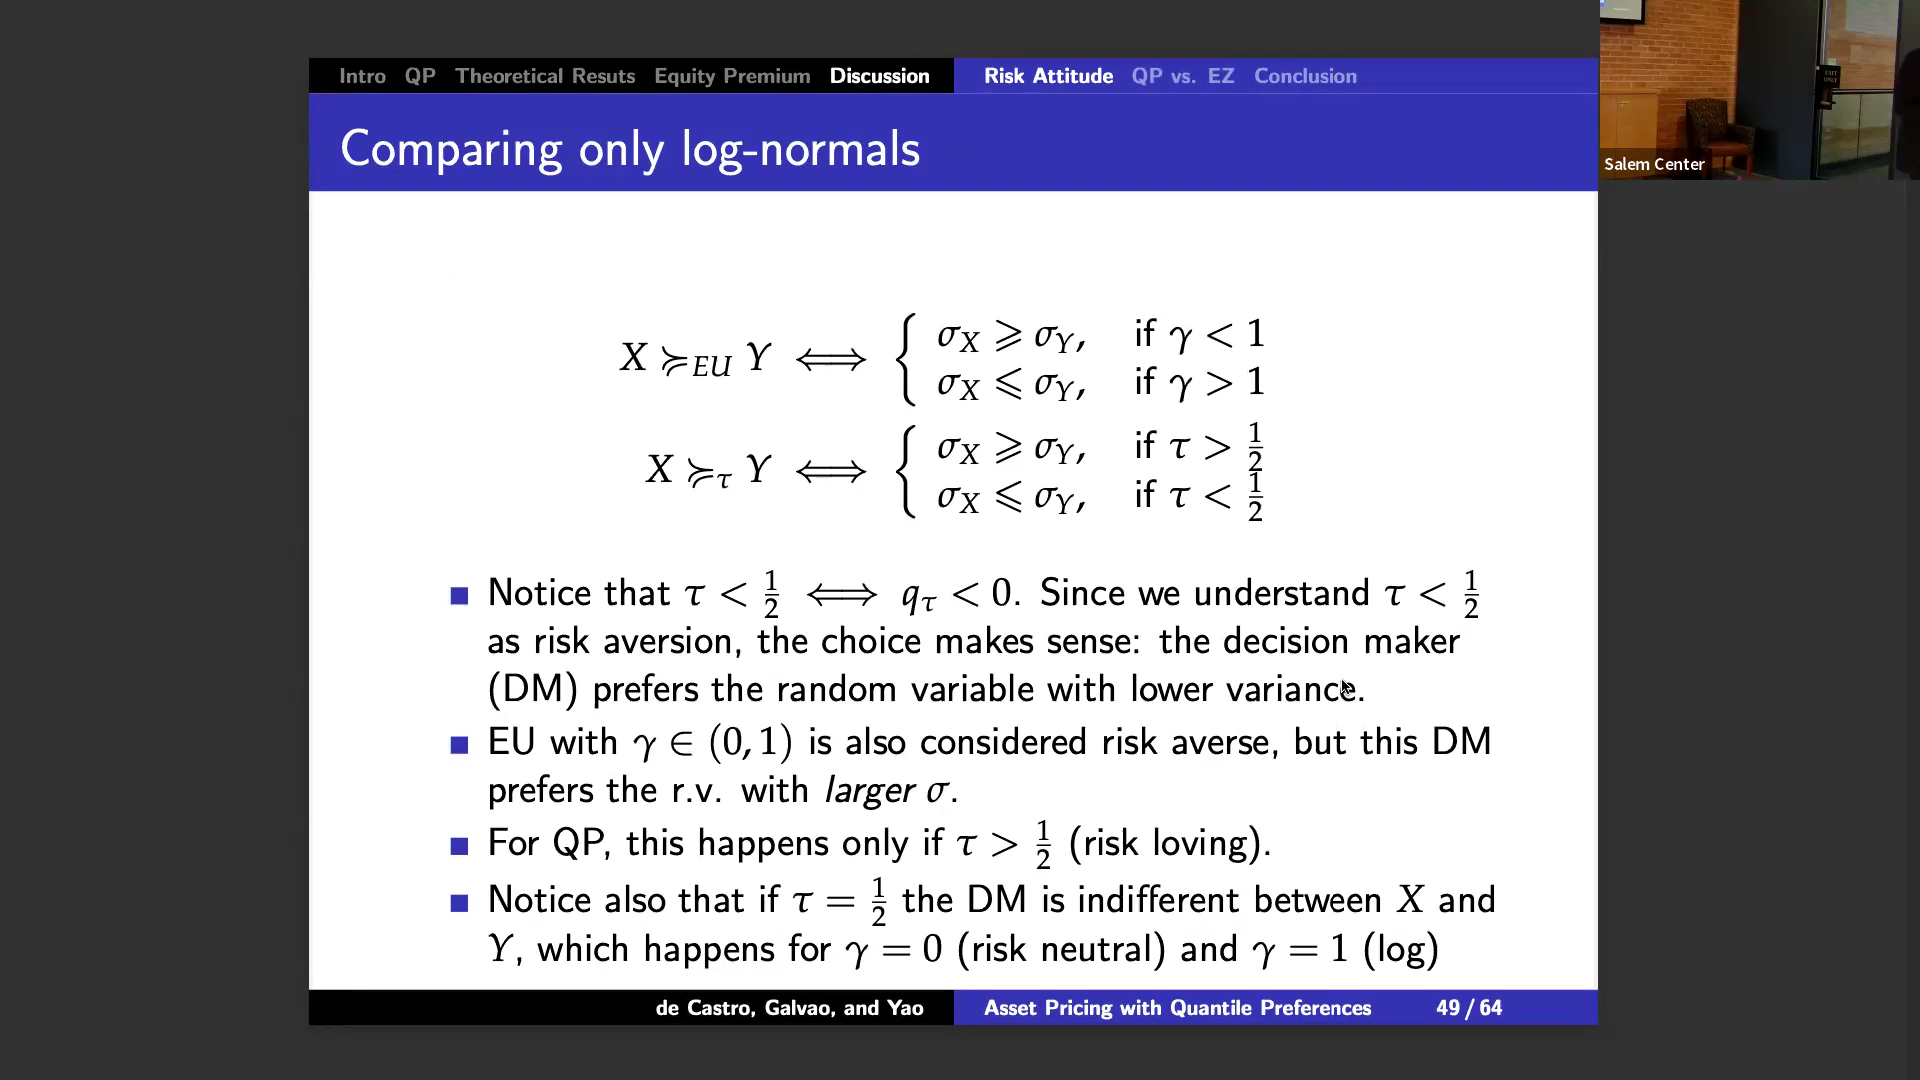 Intro QP Theoretical Resuts Equity Premium Discussion Risk Attitude QP vs. EZ Conclusion
Comparing only log-normals
Salem Center
X ≽_EU Y ⟺ { σ_X ⩾ σ_Y, if γ < 1
σ_X ⩽ σ_Y, if γ > 1
X ≽_τ Y ⟺ { σ_X ⩾ σ_Y, if τ > 1/2
σ_X ⩽ σ_Y, if τ < 1/2
Notice that τ < 1/2 ⟺ q_τ < 0. Since we understand τ < 1/2
as risk aversion, the choice makes sense: the decision maker
(DM) prefers the random variable with lower variance.
EU with γ ∈ (0, 1) is also considered risk averse, but this DM
prefers the r.v. with larger σ.
For QP, this happens only if τ > 1/2 (risk loving).
Notice also that if τ = 1/2 the DM is indifferent between X and
Y, which happens for γ = 0 (risk neutral) and γ = 1 (log)
de Castro, Galvao, and Yao Asset Pricing with Quantile Preferences 49 / 64